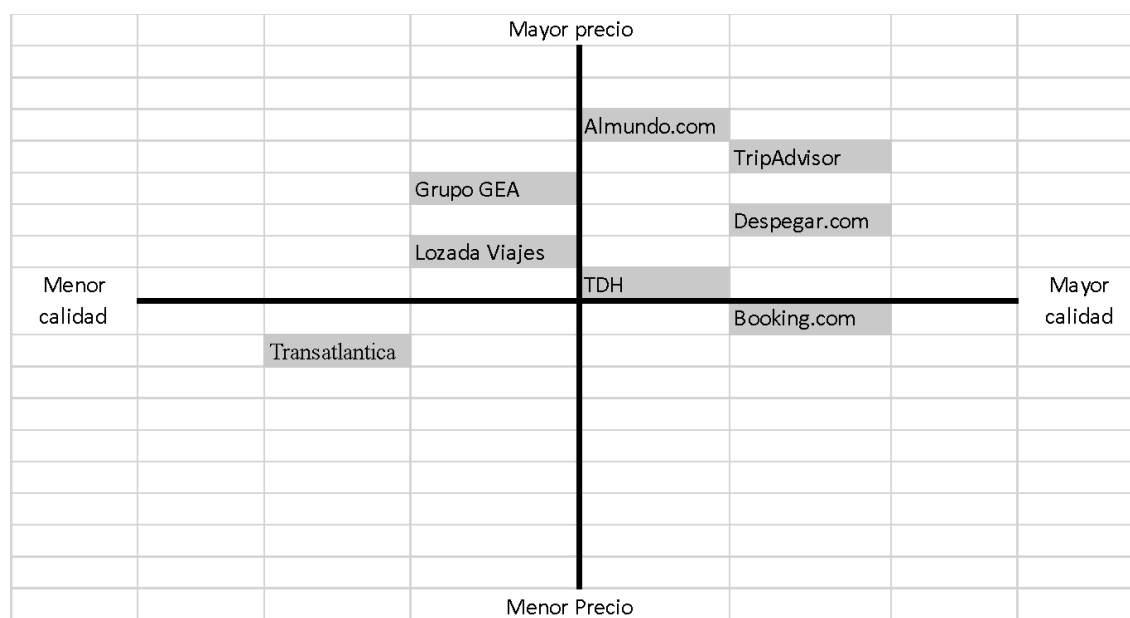 Mayor precio
Almundo.com
TripAdvisor
Grupo GEA
Despegar.com
Lozada Viajes
Menor
calidad
TDH
Mayor
calidad
Booking.com
Transatlantica
Menor Precio